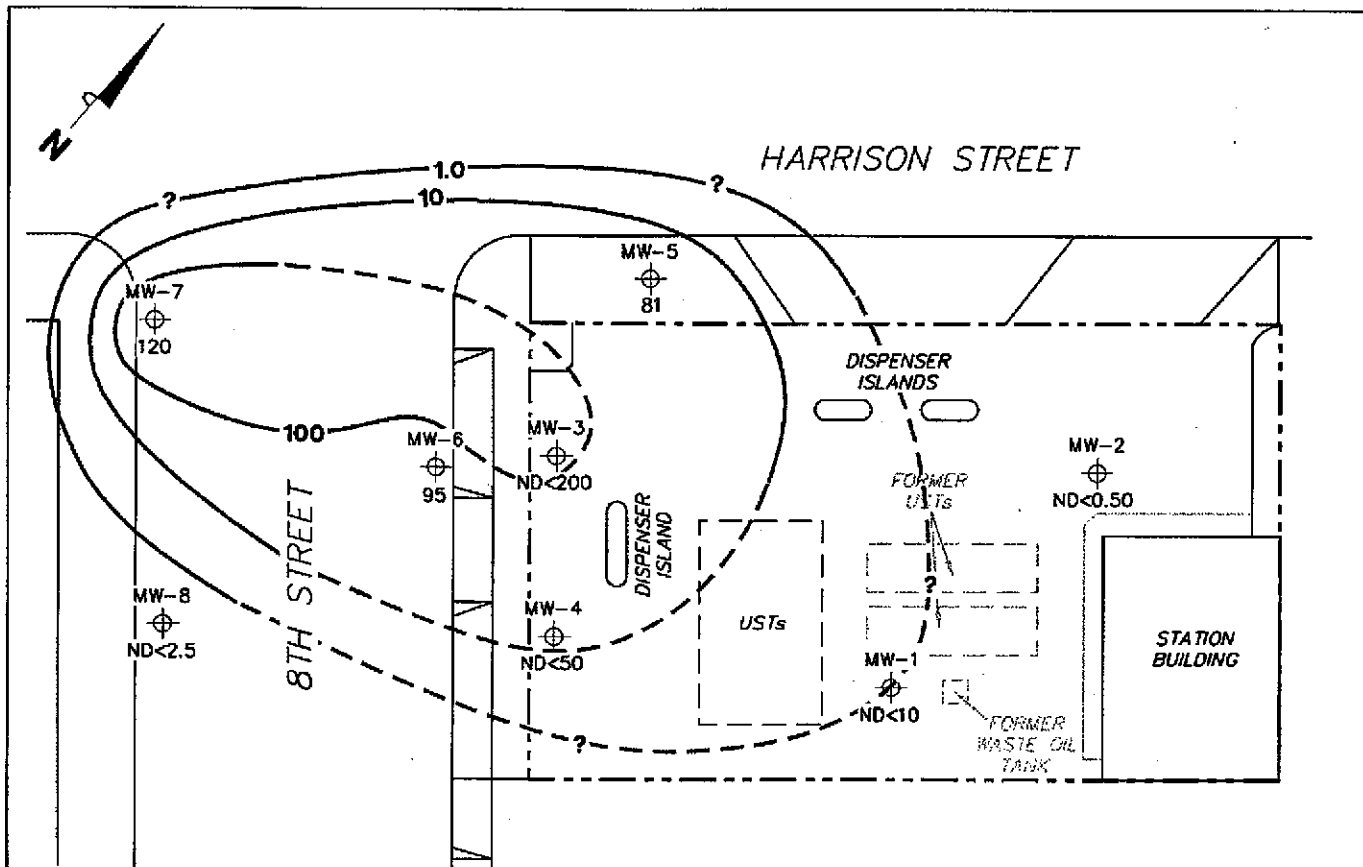 N
HARRISON STREET
1.0
?
?
10
MW-5
81
MW-7
120
DISPENSER
ISLANDS
100
MW-6
95
MW-3
ND<200
MW-2
ND<0.50
FORMER
USTs
8TH STREET
DISPENSER
ISLAND
?
MW-8
ND<2.5
MW-4
ND<50
USTs
STATION
BUILDING
MW-1
ND<10
FORMER
WASTE OIL
TANK
?